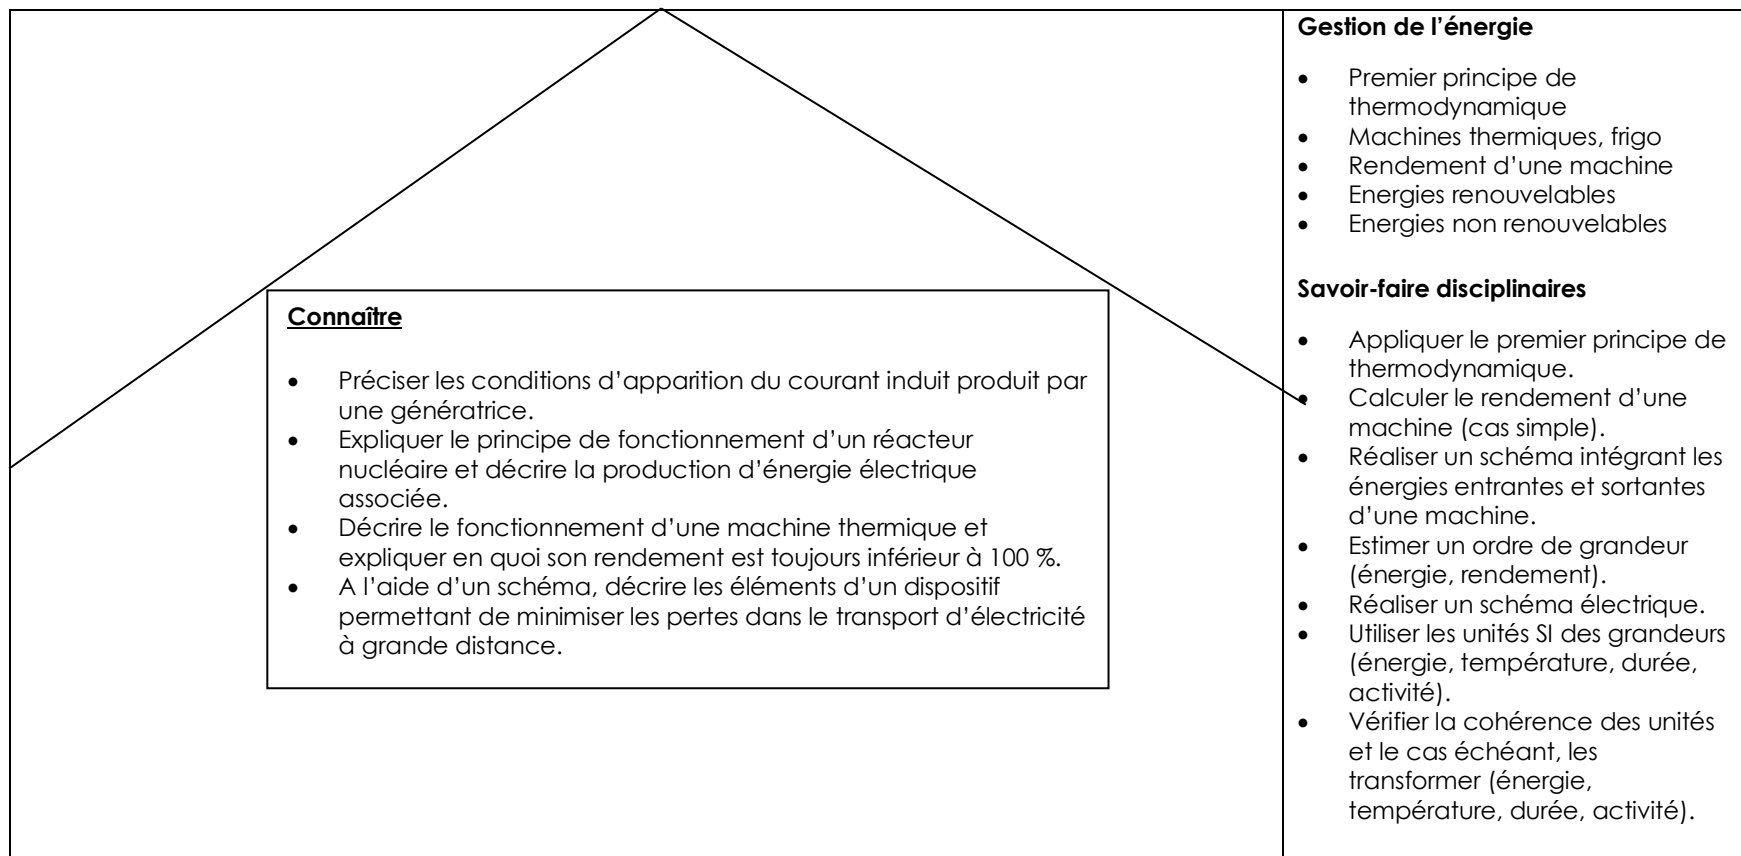 Connaître
• Préciser les conditions d’apparition du courant induit produit par
une génératrice.
• Expliquer le principe de fonctionnement d’un réacteur
nucléaire et décrire la production d’énergie électrique
associée.
• Décrire le fonctionnement d’une machine thermique et
expliquer en quoi son rendement est toujours inférieur à 100 %.
• A l’aide d’un schéma, décrire les éléments d’un dispositif
permettant de minimiser les pertes dans le transport d’électricité
à grande distance.
Gestion de l’énergie
• Premier principe de
thermodynamique
• Machines thermiques, frigo
• Rendement d’une machine
• Energies renouvelables
• Energies non renouvelables
Savoir-faire disciplinaires
• Appliquer le premier principe de
thermodynamique.
• Calculer le rendement d’une
machine (cas simple).
• Réaliser un schéma intégrant les
énergies entrantes et sortantes
d’une machine.
• Estimer un ordre de grandeur
(énergie, rendement).
• Réaliser un schéma électrique.
• Utiliser les unités SI des grandeurs
(énergie, température, durée,
activité).
• Vérifier la cohérence des unités
et le cas échéant, les
transformer (énergie,
température, durée, activité).